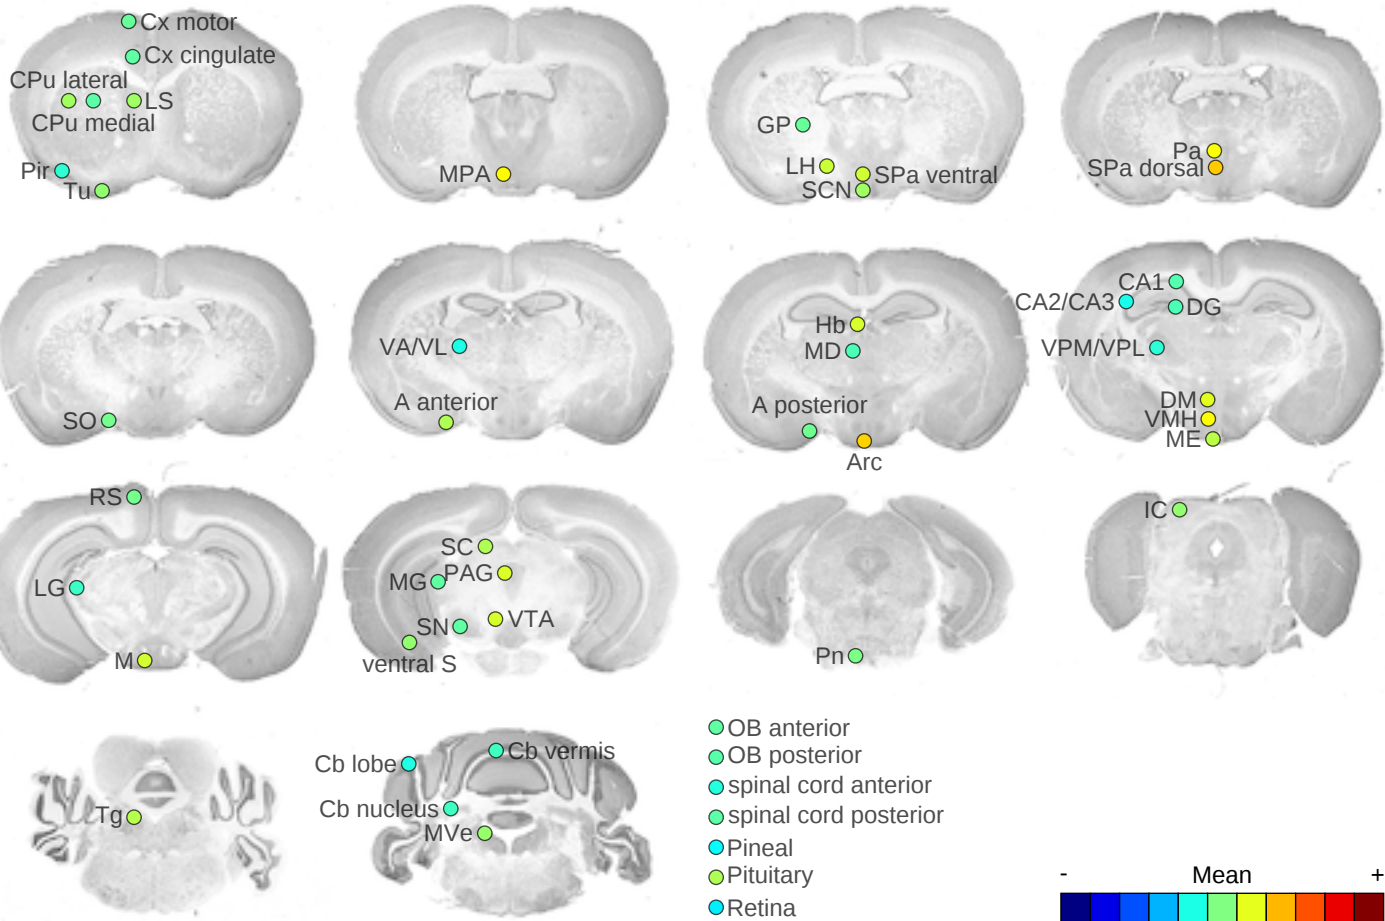 Cx motor
Cx cingulate
CPu lateral
LS
CPu medial
Pir
Tu
MPA
GP
LH
SPa ventral
SCN
Pa
SPa dorsal
SO
VA/VL
A anterior
Hb
MD
A posterior
Arc
CA1
CA2/CA3
DG
VPM/VPL
DM
VMH
ME
RS
LG
M
SC
MG
PAG
SN
VTA
ventral S
Pn
IC
Tg
Cb lobe
Cb vermis
Cb nucleus
MVe
OB anterior
OB posterior
spinal cord anterior
spinal cord posterior
Pineal
Pituitary
Retina
- Mean +